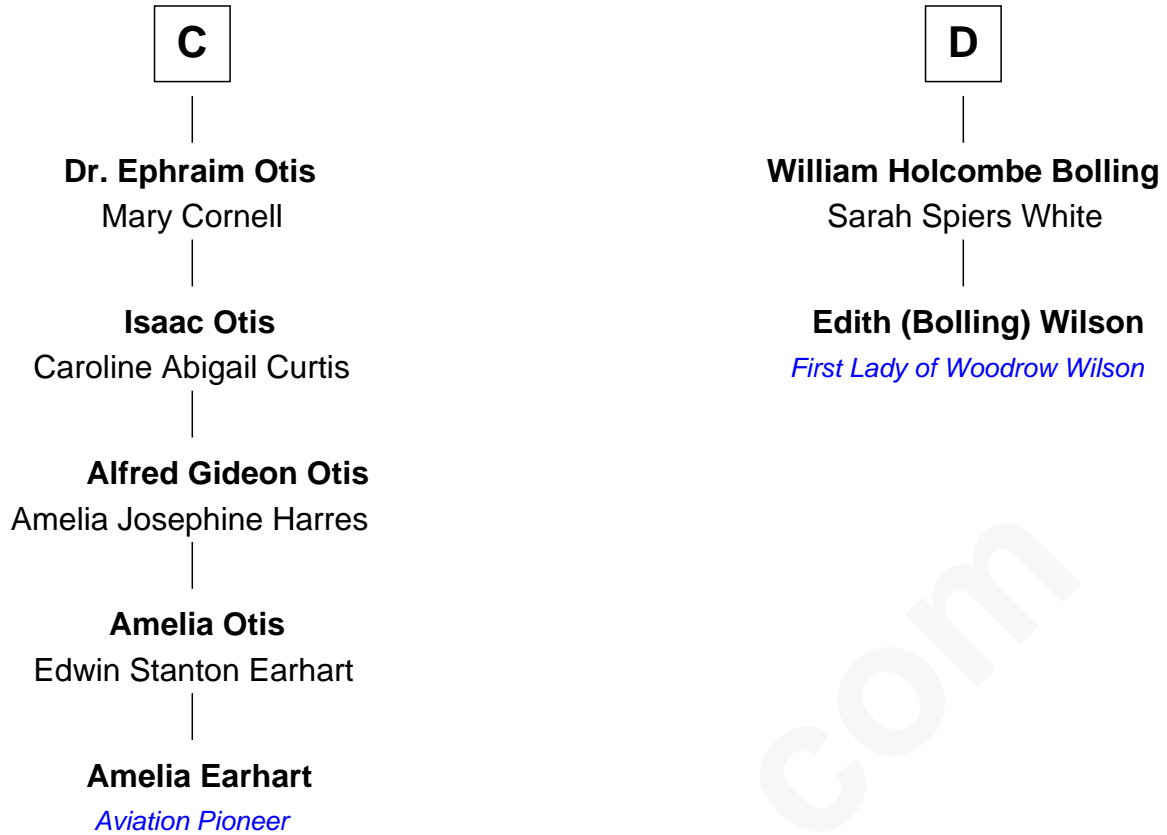 C
Dr. Ephraim Otis
Mary Cornell
Isaac Otis
Caroline Abigail Curtis
Alfred Gideon Otis
Amelia Josephine Harres
Amelia Otis
Edwin Stanton Earhart
Amelia Earhart
Aviation Pioneer
D
William Holcombe Bolling
Sarah Spiers White
Edith (Bolling) Wilson
First Lady of Woodrow Wilson
com